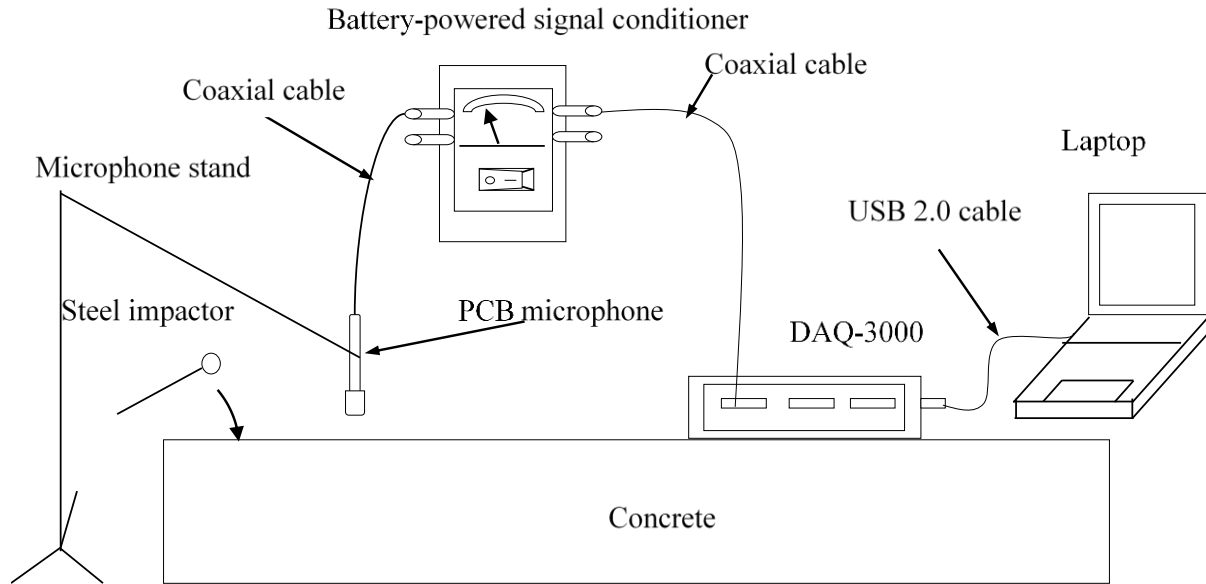 Battery-powered signal conditioner
Coaxial cable
Coaxial cable
Laptop
Microphone stand
USB 2.0 cable
Steel impactor
PCB microphone
DAQ-3000
Concrete